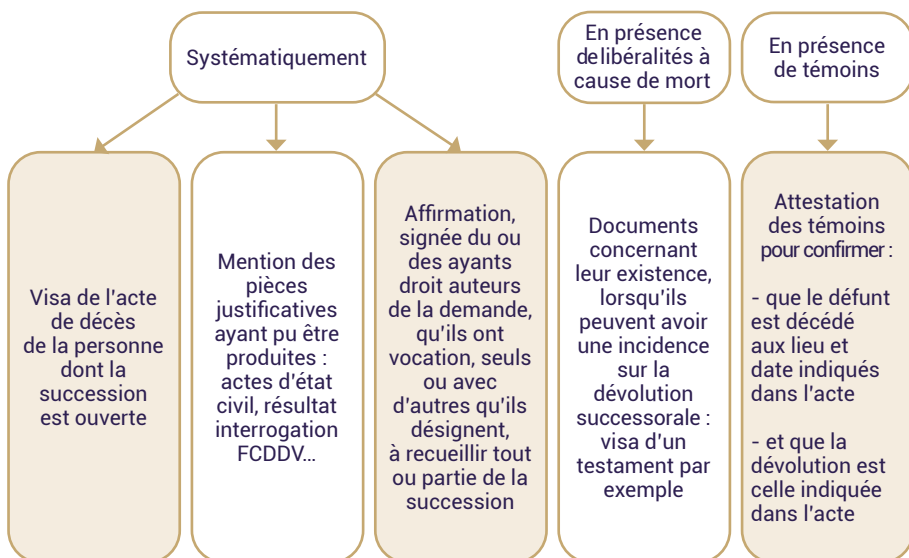 Systématiquement
En présence
de libéralités à
cause de mort
En présence
de témoins
Visa de l'acte
de décès
de la personne
dont la
succession
est ouverte
Mention des
pièces
justificatives
ayant pu être
produites :
actes d'état
civil, résultat
interrogation
FCDDV...
Affirmation,
signée du ou
des ayants
droit auteurs
de la demande,
qu'ils ont
vocation, seuls
ou avec
d'autres qu'ils
désignent,
à recueillir tout
ou partie de la
succession
Documents
concernant
leur existence,
lorsqu'ils
peuvent avoir
une incidence
sur la
dévolution
successorale :
visa d'un
testament par
exemple
Attestation
des témoins
pour confirmer :
- que le défunt
est décédé
aux lieu et
date indiqués
dans l'acte
- et que la
dévolution est
celle indiquée
dans l'acte